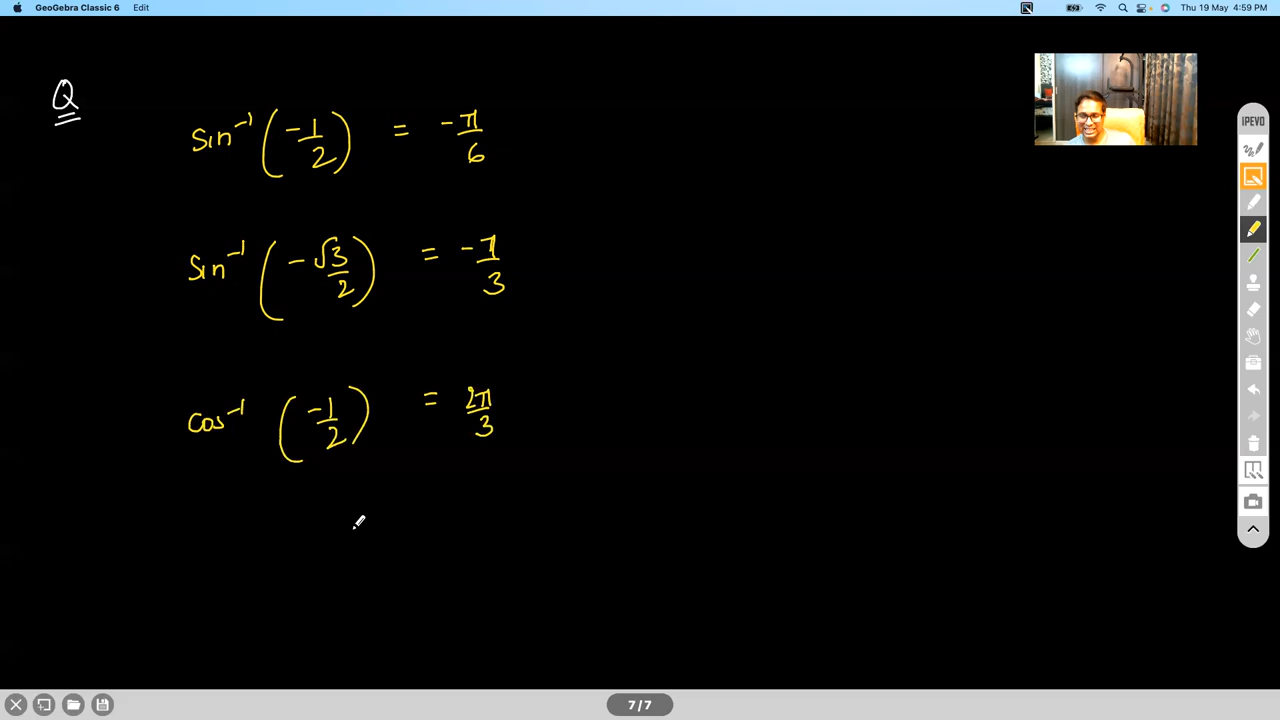 GeoGebra Classic 6 Edit Thu 19 May 4:59 PM
Q
sin⁻¹(-1/2) = -π/6
IPEVO
sin⁻¹(-√3/2) = -π/3
cos⁻¹(-1/2) = 2π/3
7/7